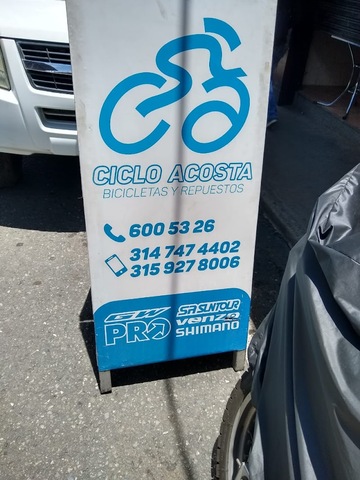 CICLO ACOSTA
BICICLETAS Y REPUESTOS
600 53 26
314 747 4402
315 927 8006
GW SR SUNTOUR
PRO venzo
SHIMANO